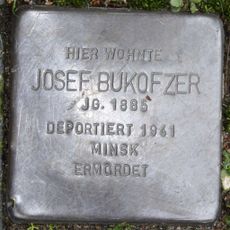 HIER WOHNTE
JOSEF BUKOFZER
JG. 1885
DEPORTIERT 1941
MINSK
ERMORDET